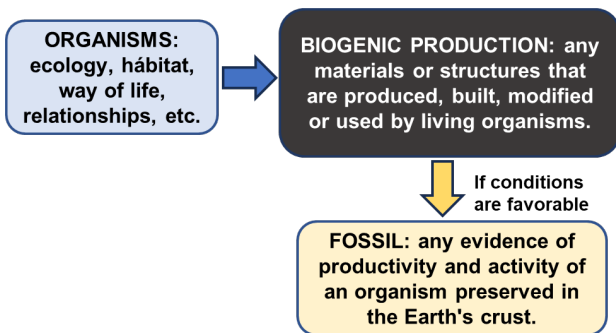 ORGANISMS:
ecology, hábitat,
way of life,
relationships, etc.
BIOGENIC PRODUCTION: any
materials or structures that
are produced, built, modified
or used by living organisms.
If conditions
are favorable
FOSSIL: any evidence of
productivity and activity of
an organism preserved in
the Earth's crust.